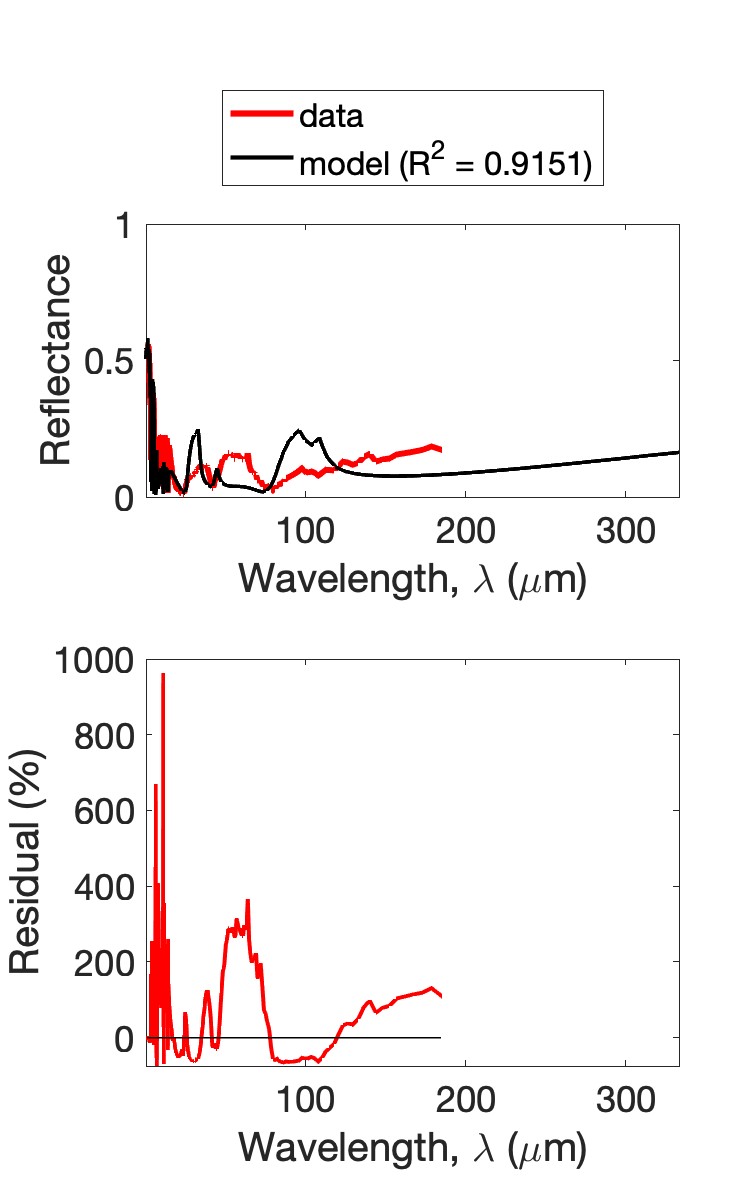 data
model (R² = 0.9151)
1
0.5
0
Reflectance
100
200
300
Wavelength, λ (μm)
1000
800
600
400
200
0
Residual (%)
100
200
300
Wavelength, λ (μm)